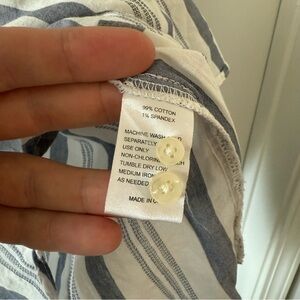 99% COTTON
1% SPANDEX
MACHINE WASH
SEPARATELY
USE ONLY
NON-CHLORINE
TUMBLE DRY LOW
MEDIUM IRON
AS NEEDED
MADE IN